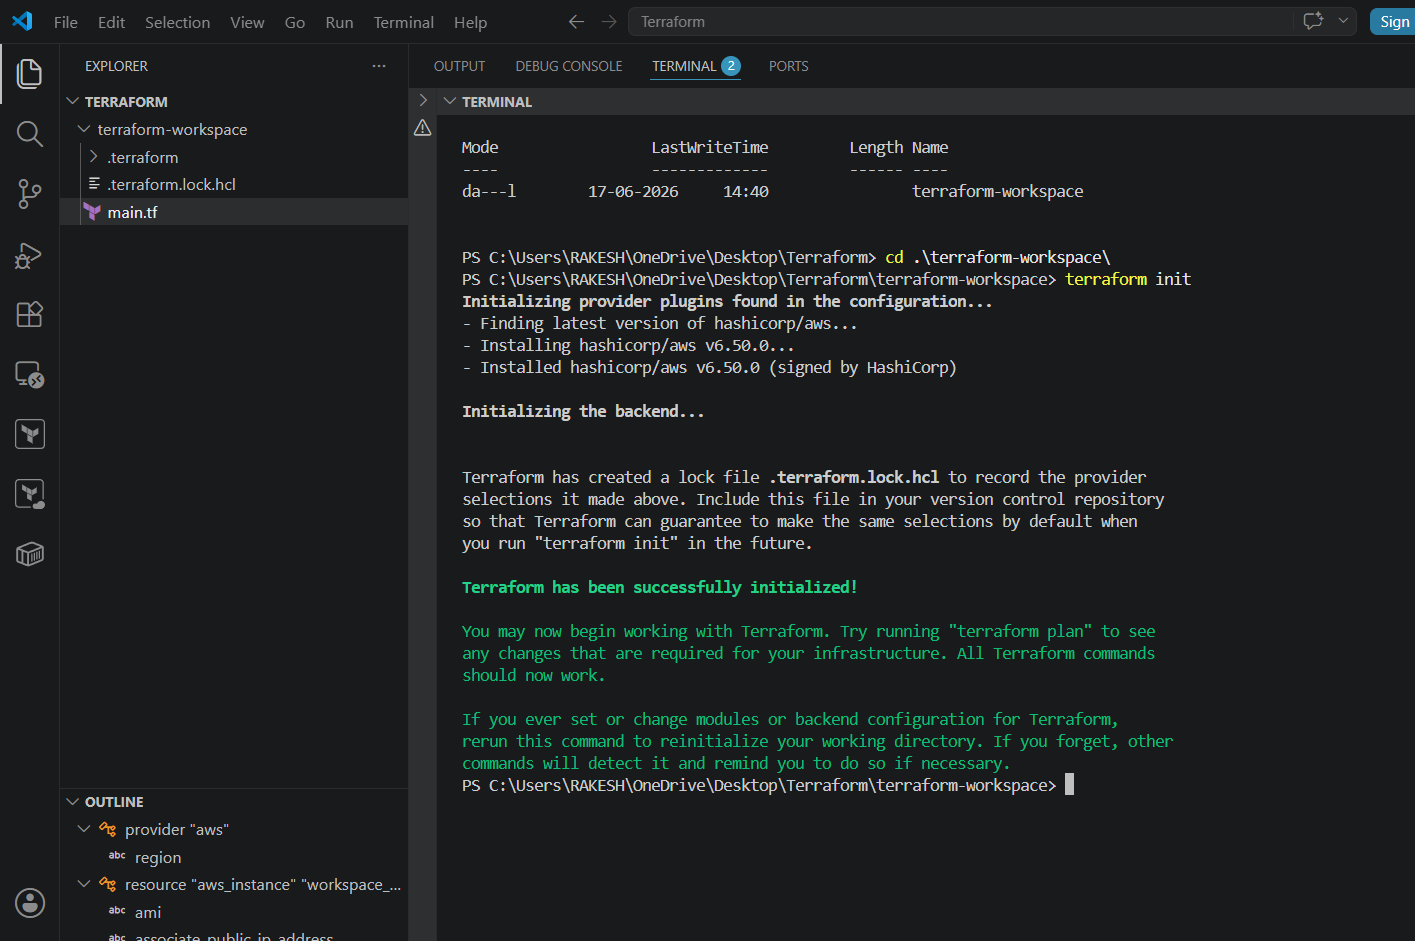 File Edit Selection View Go Run Terminal Help
Terraform
Sign
EXPLORER
TERRAFORM
terraform-workspace
.terraform
.terraform.lock.hcl
main.tf
OUTLINE
provider "aws"
abc region
resource "aws_instance" "workspace_...
abc ami
abc associate_public_ip_address
OUTPUT DEBUG CONSOLE TERMINAL 2 PORTS
TERMINAL
Mode LastWriteTime Length Name
---- ------------- ------ ----
da---l 17-06-2026 14:40 terraform-workspace
PS C:\Users\RAKESH\OneDrive\Desktop\Terraform> cd .\terraform-workspace\
PS C:\Users\RAKESH\OneDrive\Desktop\Terraform\terraform-workspace> terraform init
Initializing provider plugins found in the configuration...
- Finding latest version of hashicorp/aws...
- Installing hashicorp/aws v6.50.0...
- Installed hashicorp/aws v6.50.0 (signed by HashiCorp)
Initializing the backend...
Terraform has created a lock file .terraform.lock.hcl to record the provider
selections it made above. Include this file in your version control repository
so that Terraform can guarantee to make the same selections by default when
you run "terraform init" in the future.
Terraform has been successfully initialized!
You may now begin working with Terraform. Try running "terraform plan" to see
any changes that are required for your infrastructure. All Terraform commands
should now work.
If you ever set or change modules or backend configuration for Terraform,
rerun this command to reinitialize your working directory. If you forget, other
commands will detect it and remind you to do so if necessary.
PS C:\Users\RAKESH\OneDrive\Desktop\Terraform\terraform-workspace>